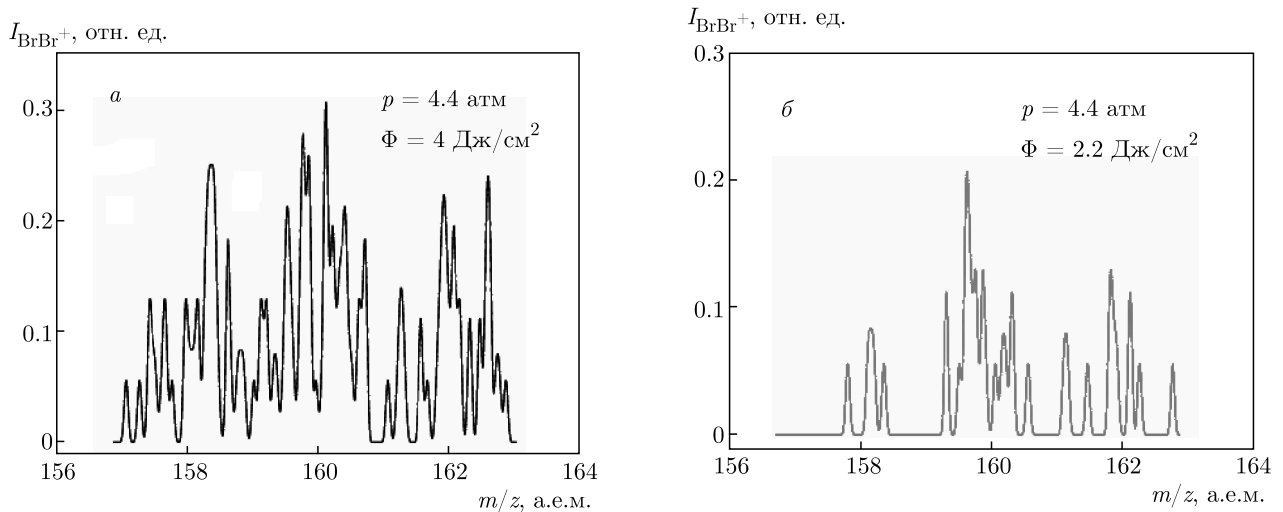 I_BrBr+, отн. ед.
0.3
0.2
0.1
0
а
p = 4.4 атм
Φ = 4 Дж/см²
156 158 160 162 164
m/z, а.е.м.
I_BrBr+, отн. ед.
0.3
0.2
0.1
0
б
p = 4.4 атм
Φ = 2.2 Дж/см²
156 158 160 162 164
m/z, а.е.м.